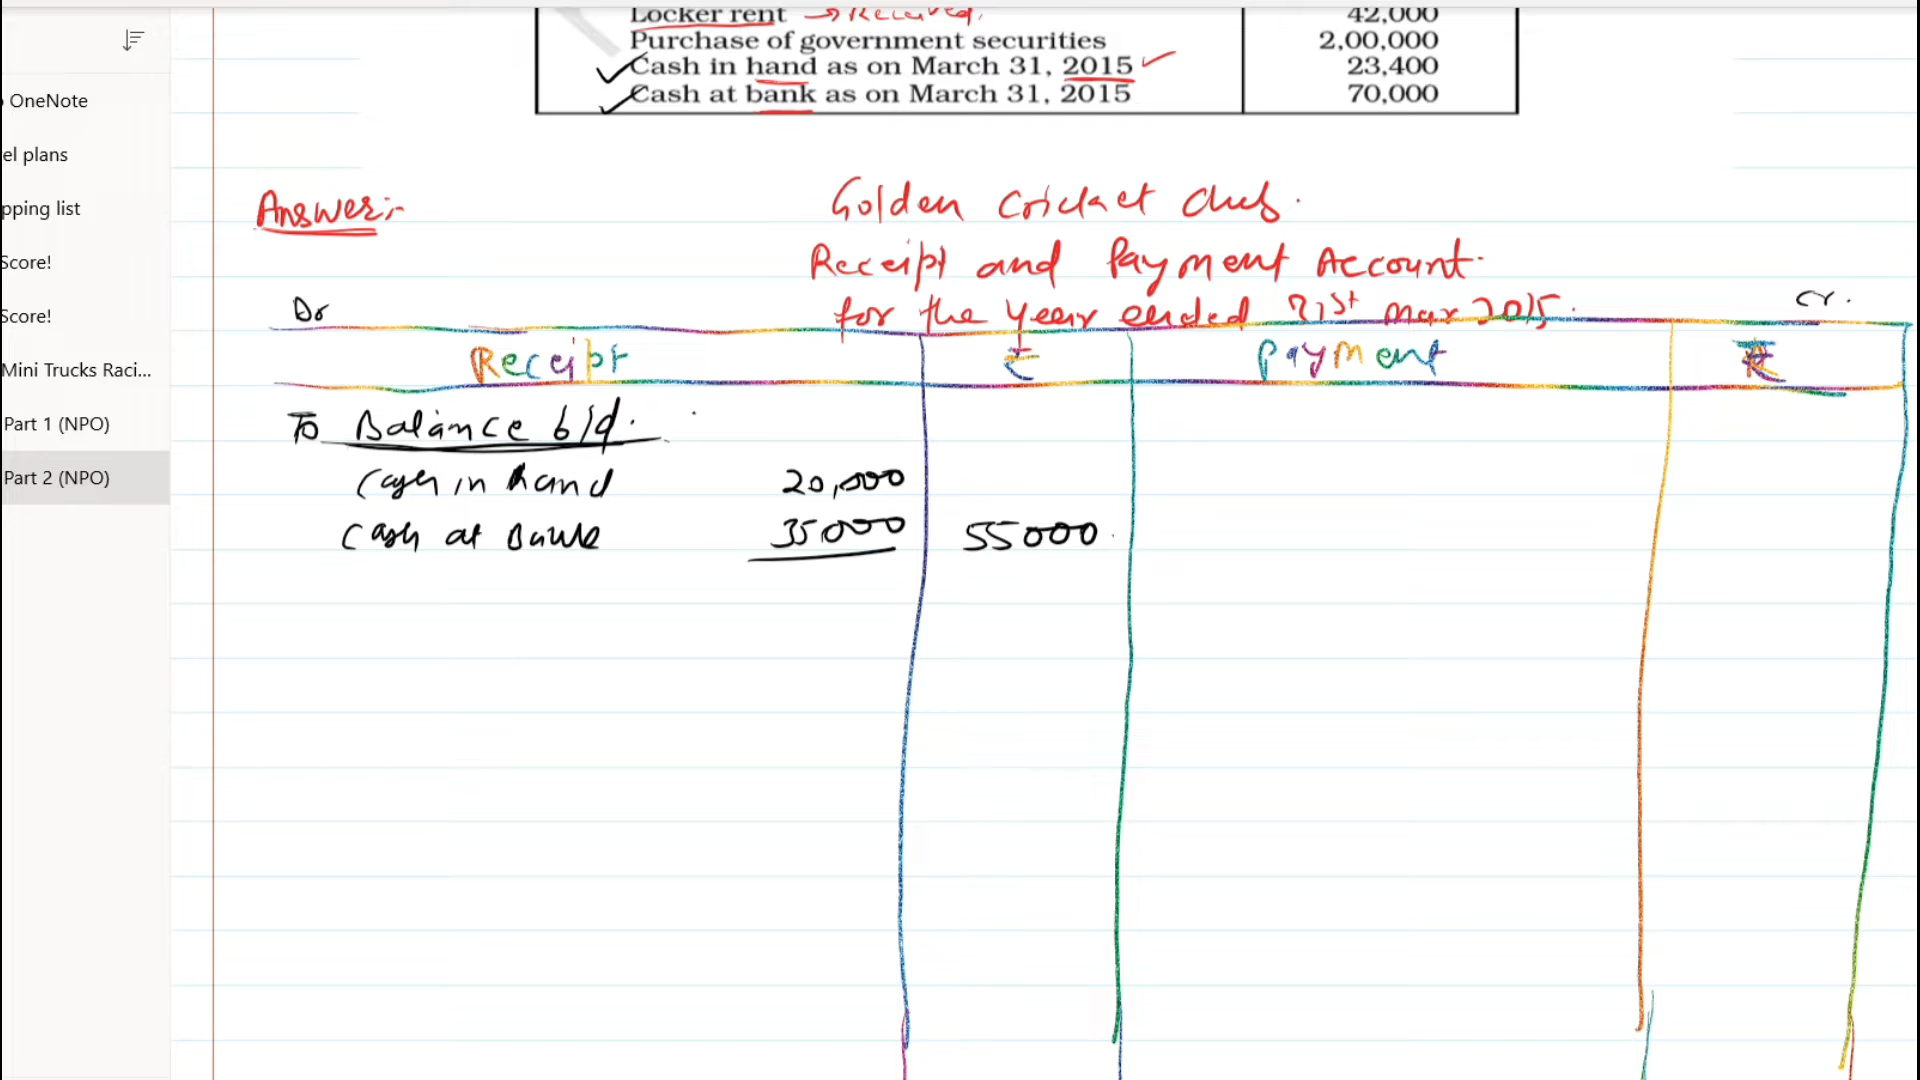 Locker rent → Received, 42,000
Purchase of government securities 2,00,000
Cash in hand as on March 31, 2015 23,400
Cash at bank as on March 31, 2015 70,000
OneNote
el plans
pping list
Score!
Score!
Mini Trucks Raci...
Part 1 (NPO)
Part 2 (NPO)
Answer:-
Golden Cricket Club.
Receipt and Payment Account.
for the year ended 31st Mar 2015.
Dr Cr.
Receipt ₹ Payment ₹
To Balance b/d.
Cash in hand 20,000
Cash at Bank 35000 55000